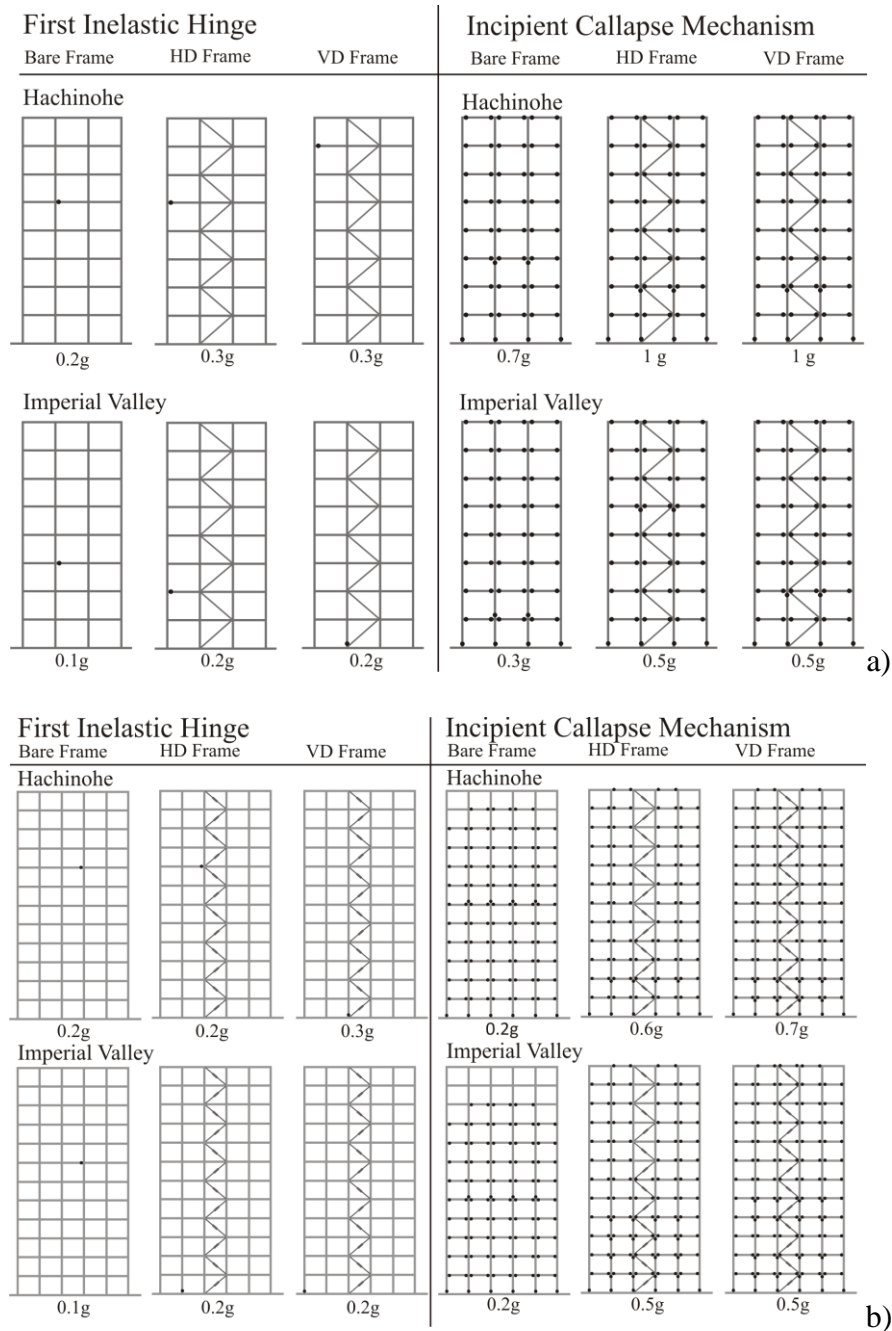 First Inelastic Hinge Incipient Callapse Mechanism
Bare Frame HD Frame VD Frame Bare Frame HD Frame VD Frame
Hachinohe Hachinohe
0.2g 0.3g 0.3g 0.7g 1 g 1 g
Imperial Valley Imperial Valley
0.1g 0.2g 0.2g 0.3g 0.5g 0.5g a)
First Inelastic Hinge Incipient Callapse Mechanism
Bare Frame HD Frame VD Frame Bare Frame HD Frame VD Frame
Hachinohe Hachinohe
0.2g 0.2g 0.3g 0.2g 0.6g 0.7g
Imperial Valley Imperial Valley
0.1g 0.2g 0.2g 0.2g 0.5g 0.5g b)